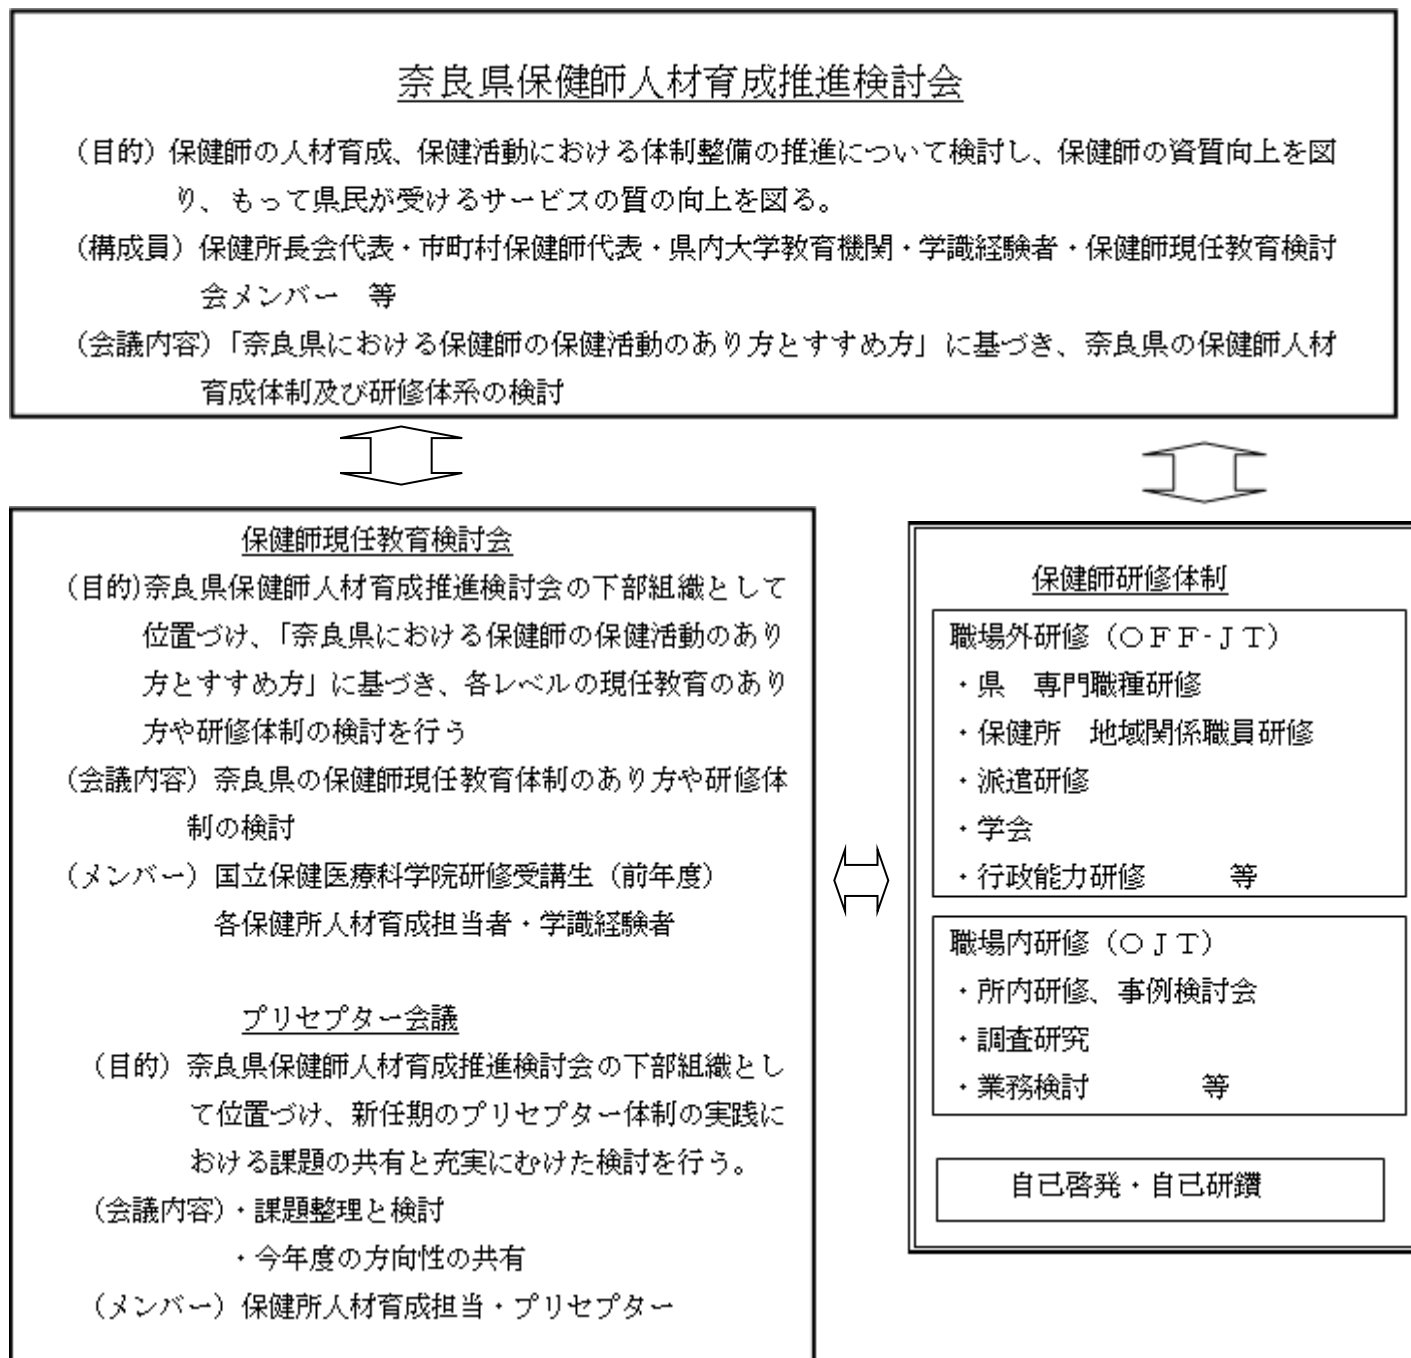 奈良県保健師人材育成推進検討会
（目的）保健師の人材育成、保健活動における体制整備の推進について検討し、保健師の資質向上を図
り、もって県民が受けるサービスの質の向上を図る。
（構成員）保健所長会代表・市町村保健師代表・県内大学教育機関・学識経験者・保健師現任教育検討
会メンバー　等
（会議内容）「奈良県における保健師の保健活動のあり方とすすめ方」に基づき、奈良県の保健師人材
育成体制及び研修体系の検討
保健師現任教育検討会
（目的)奈良県保健師人材育成推進検討会の下部組織として
位置づけ、「奈良県における保健師の保健活動のあり
方とすすめ方」に基づき、各レベルの現任教育のあり
方や研修体制の検討を行う
（会議内容）奈良県の保健師現任教育体制のあり方や研修体
制の検討
（メンバー）国立保健医療科学院研修受講生（前年度）
各保健所人材育成担当者・学識経験者
プリセプター会議
（目的）奈良県保健師人材育成推進検討会の下部組織とし
て位置づけ、新任期のプリセプター体制の実践に
おける課題の共有と充実にむけた検討を行う。
（会議内容）・課題整理と検討
・今年度の方向性の共有
（メンバー）保健所人材育成担当・プリセプター
保健師研修体制
職場外研修（ＯＦＦ-ＪＴ）
・県　専門職種研修
・保健所　地域関係職員研修
・派遣研修
・学会
・行政能力研修　　　等
職場内研修（ＯＪＴ）
・所内研修、事例検討会
・調査研究
・業務検討　　　　等
自己啓発・自己研鑽